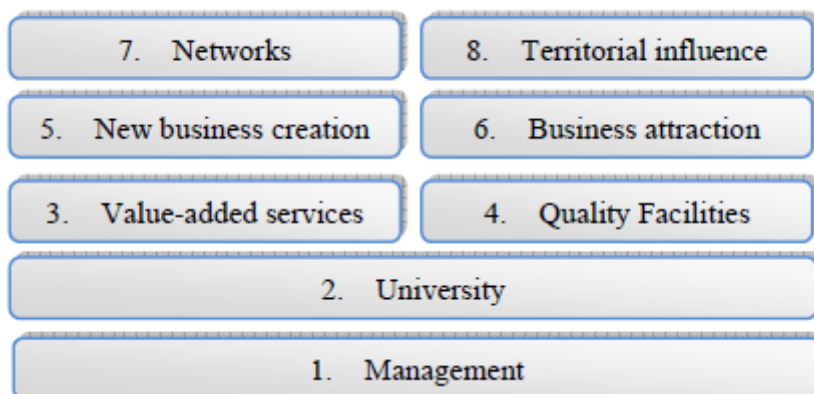 7. Networks
8. Territorial influence
5. New business creation
6. Business attraction
3. Value-added services
4. Quality Facilities
2. University
1. Management